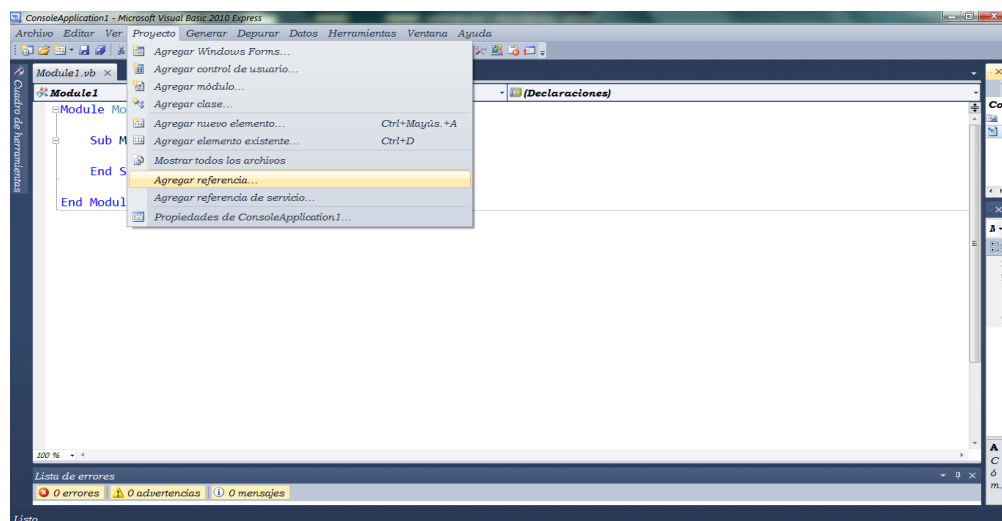 ConsoleApplication1 - Microsoft Visual Basic 2010 Express
Archivo Editar Ver Proyecto Generar Depurar Datos Herramientas Ventana Ayuda
Agregar Windows Forms...
Agregar control de usuario...
Agregar módulo...
Agregar clase...
Agregar nuevo elemento... Ctrl+Mayús.+A
Agregar elemento existente... Ctrl+D
Mostrar todos los archivos
Agregar referencia...
Agregar referencia de servicio...
Propiedades de ConsoleApplication1...
Cuadro de herramientas
Module1.vb
Module1 (Declaraciones)
Module Mo
Sub M
End S
End Modul
100 %
Lista de errores
0 errores 0 advertencias 0 mensajes
Listo
Co
A
C
ó
m.